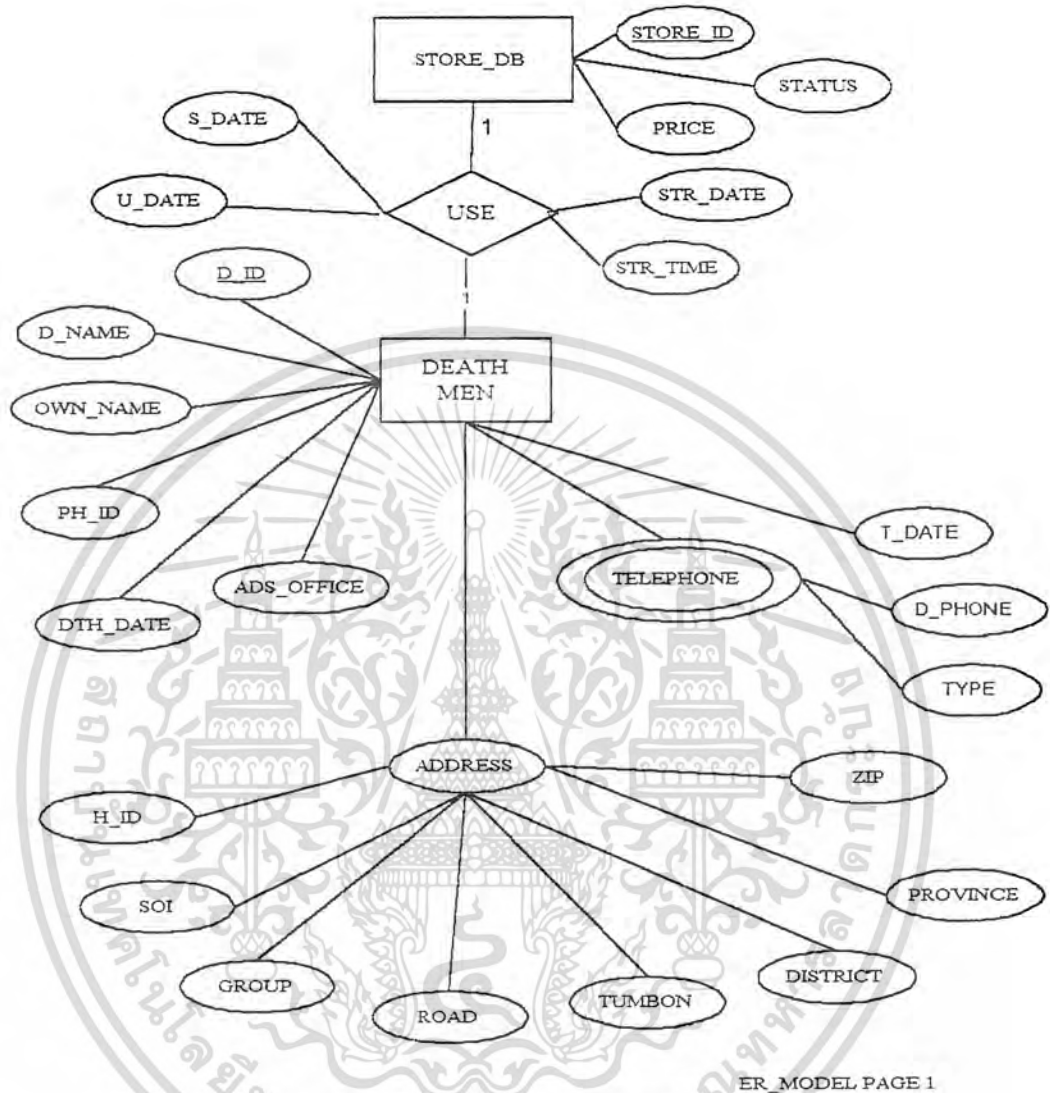 STORE_DB
STORE_ID
STATUS
PRICE
1
S_DATE
U_DATE
USE
STR_DATE
STR_TIME
1
D_ID
D_NAME
OWN_NAME
PH_ID
DTH_DATE
ADS_OFFICE
DEATH
MEN
T_DATE
TELEPHONE
D_PHONE
TYPE
ADDRESS
H_ID
SOI
GROUP
ROAD
TUMBON
DISTRICT
PROVINCE
ZIP
ER_MODEL PAGE 1